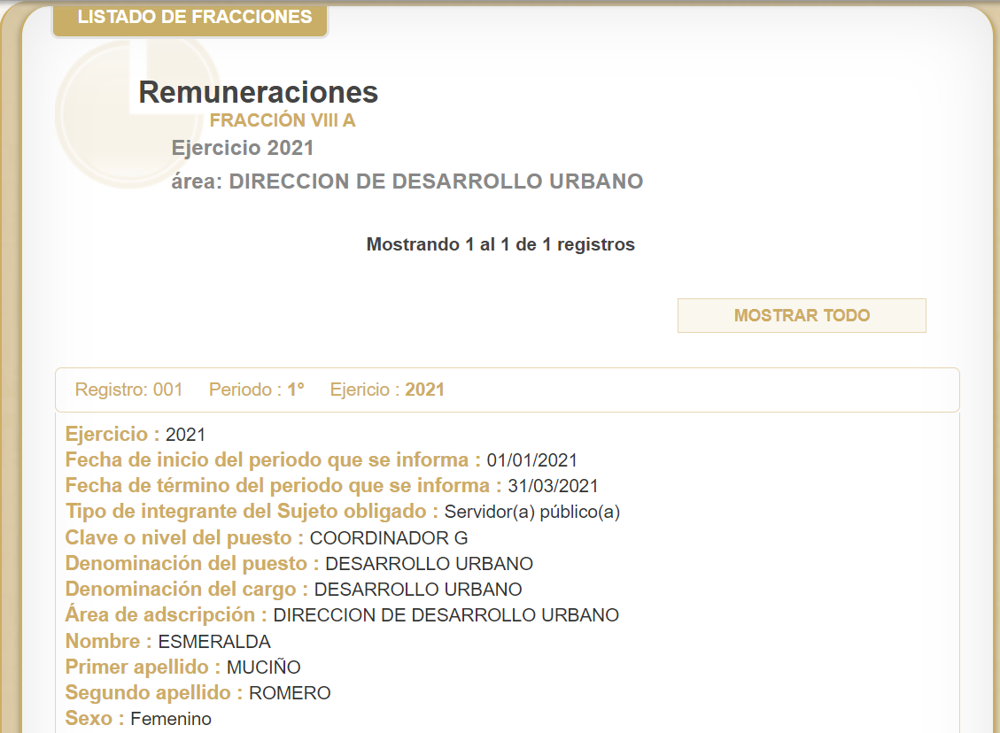 LISTADO DE FRACCIONES
Remuneraciones
FRACCIÓN VIII A
Ejercicio 2021
área: DIRECCION DE DESARROLLO URBANO
Mostrando 1 al 1 de 1 registros
MOSTRAR TODO
Registro: 001 Periodo : 1° Ejericio : 2021
Ejercicio : 2021
Fecha de inicio del periodo que se informa : 01/01/2021
Fecha de término del periodo que se informa : 31/03/2021
Tipo de integrante del Sujeto obligado : Servidor(a) público(a)
Clave o nivel del puesto : COORDINADOR G
Denominación del puesto : DESARROLLO URBANO
Denominación del cargo : DESARROLLO URBANO
Área de adscripción : DIRECCION DE DESARROLLO URBANO
Nombre : ESMERALDA
Primer apellido : MUCIÑO
Segundo apellido : ROMERO
Sexo : Femenino